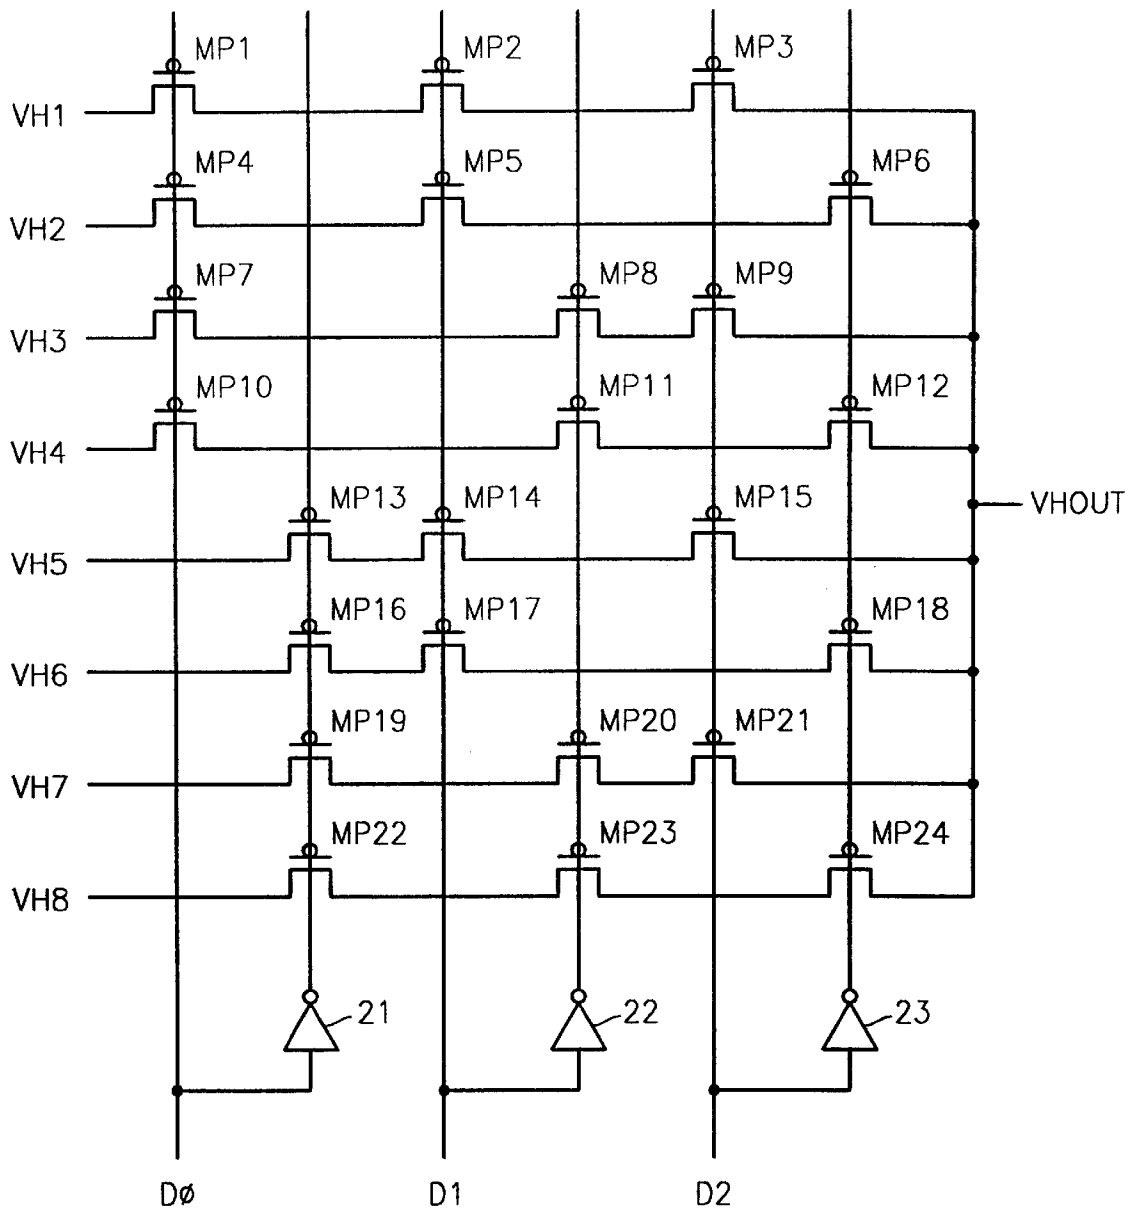 MP1 MP2 MP3
VH1
MP4 MP5 MP6
VH2
MP7 MP8 MP9
VH3
MP10 MP11 MP12
VH4
MP13 MP14 MP15
VHOUT
VH5
MP16 MP17 MP18
VH6
MP19 MP20 MP21
VH7
MP22 MP23 MP24
VH8
21 22 23
DØ D1 D2